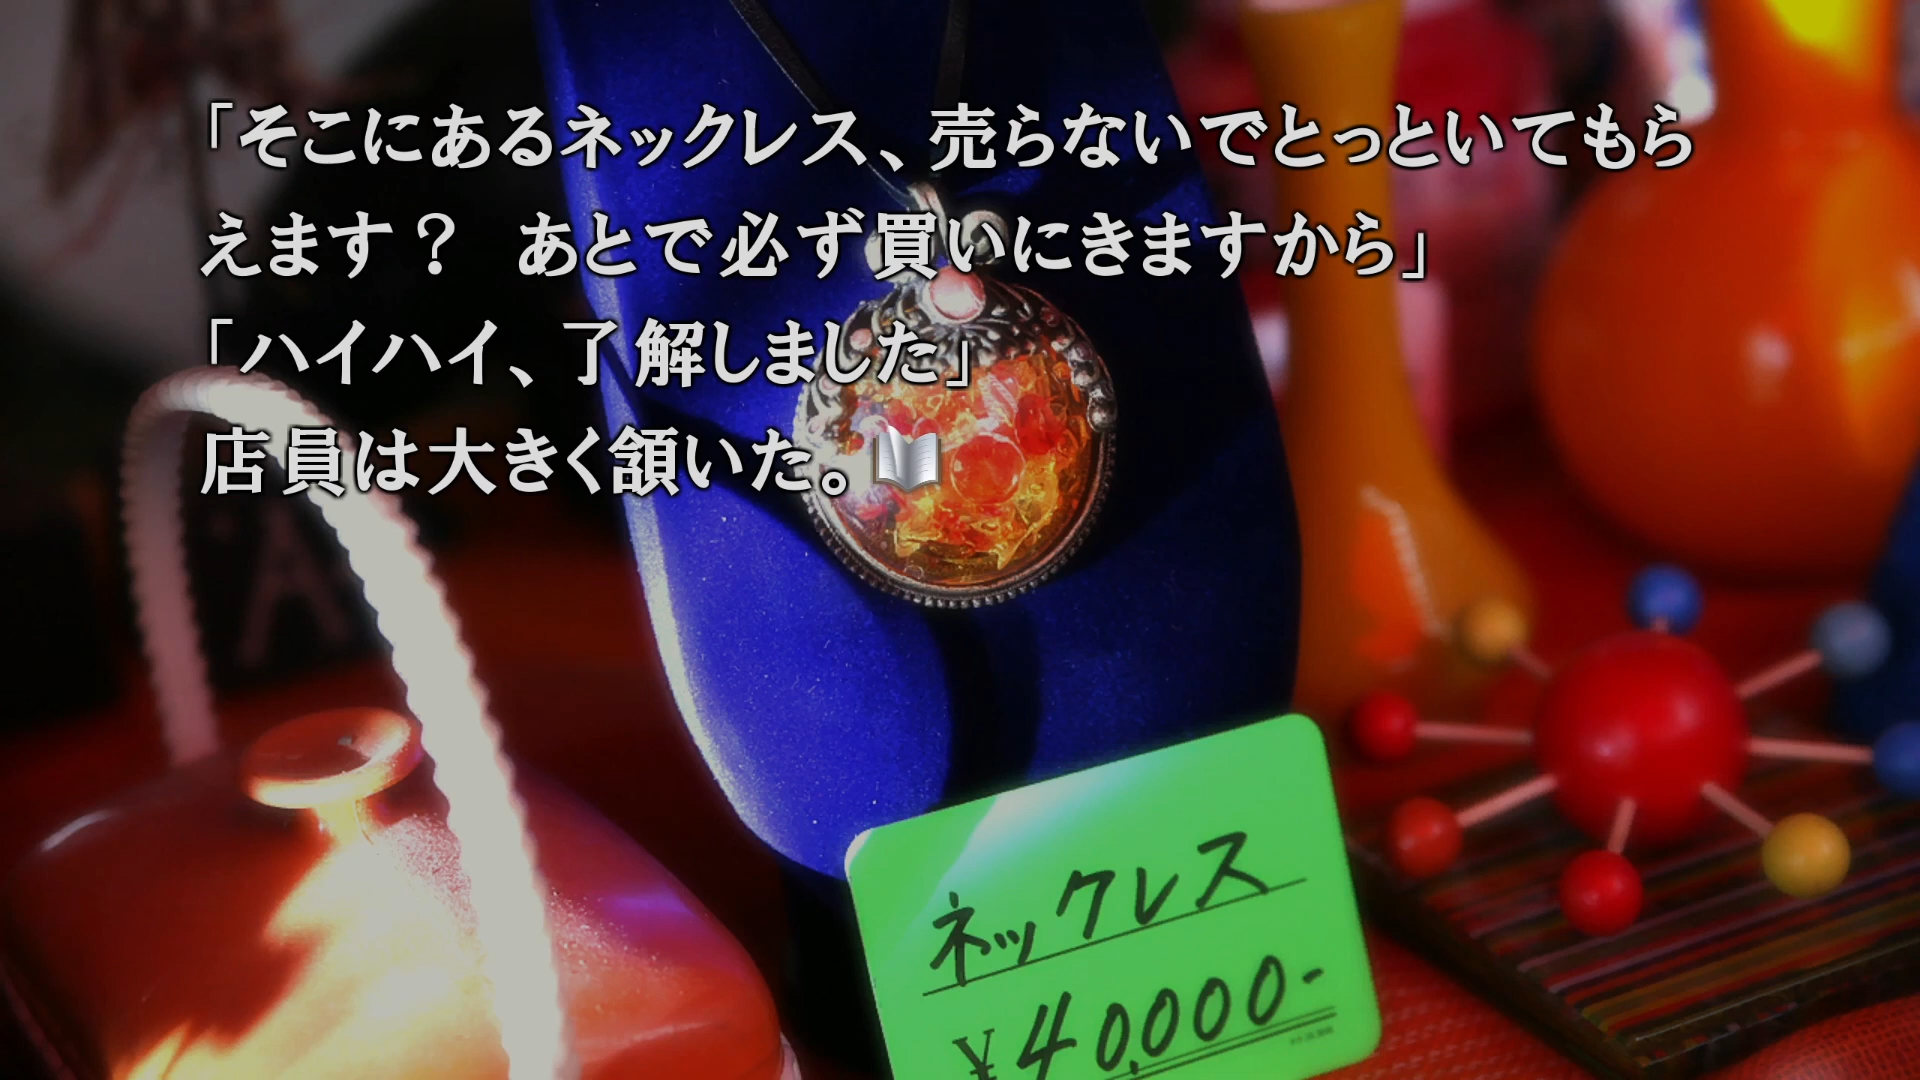 「そこにあるネックレス、売らないでとっといてもら
えます？　あとで必ず買いにきますから」
「ハイハイ、了解しました」
店員は大きく頷いた。
ネックレス
¥40,000-